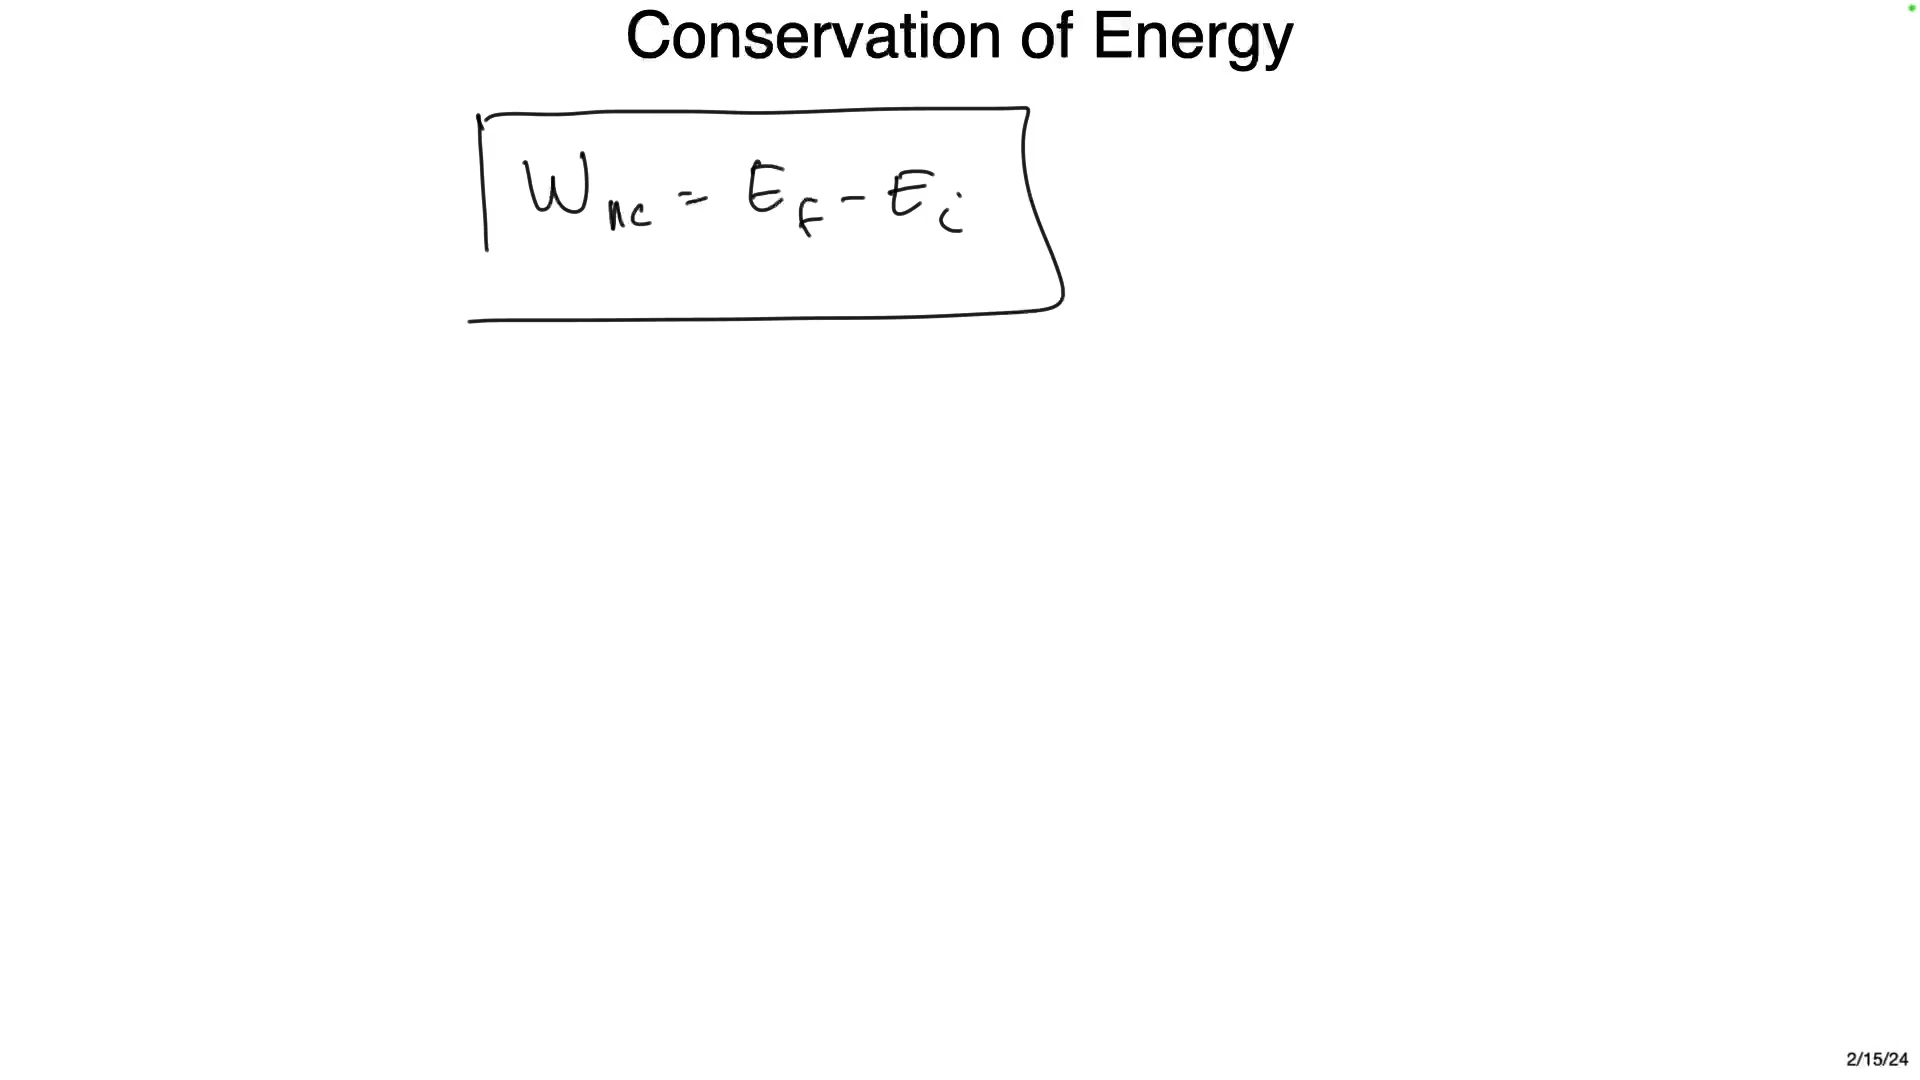 Conservation of Energy
W_nc = E_f - E_i
2/15/24